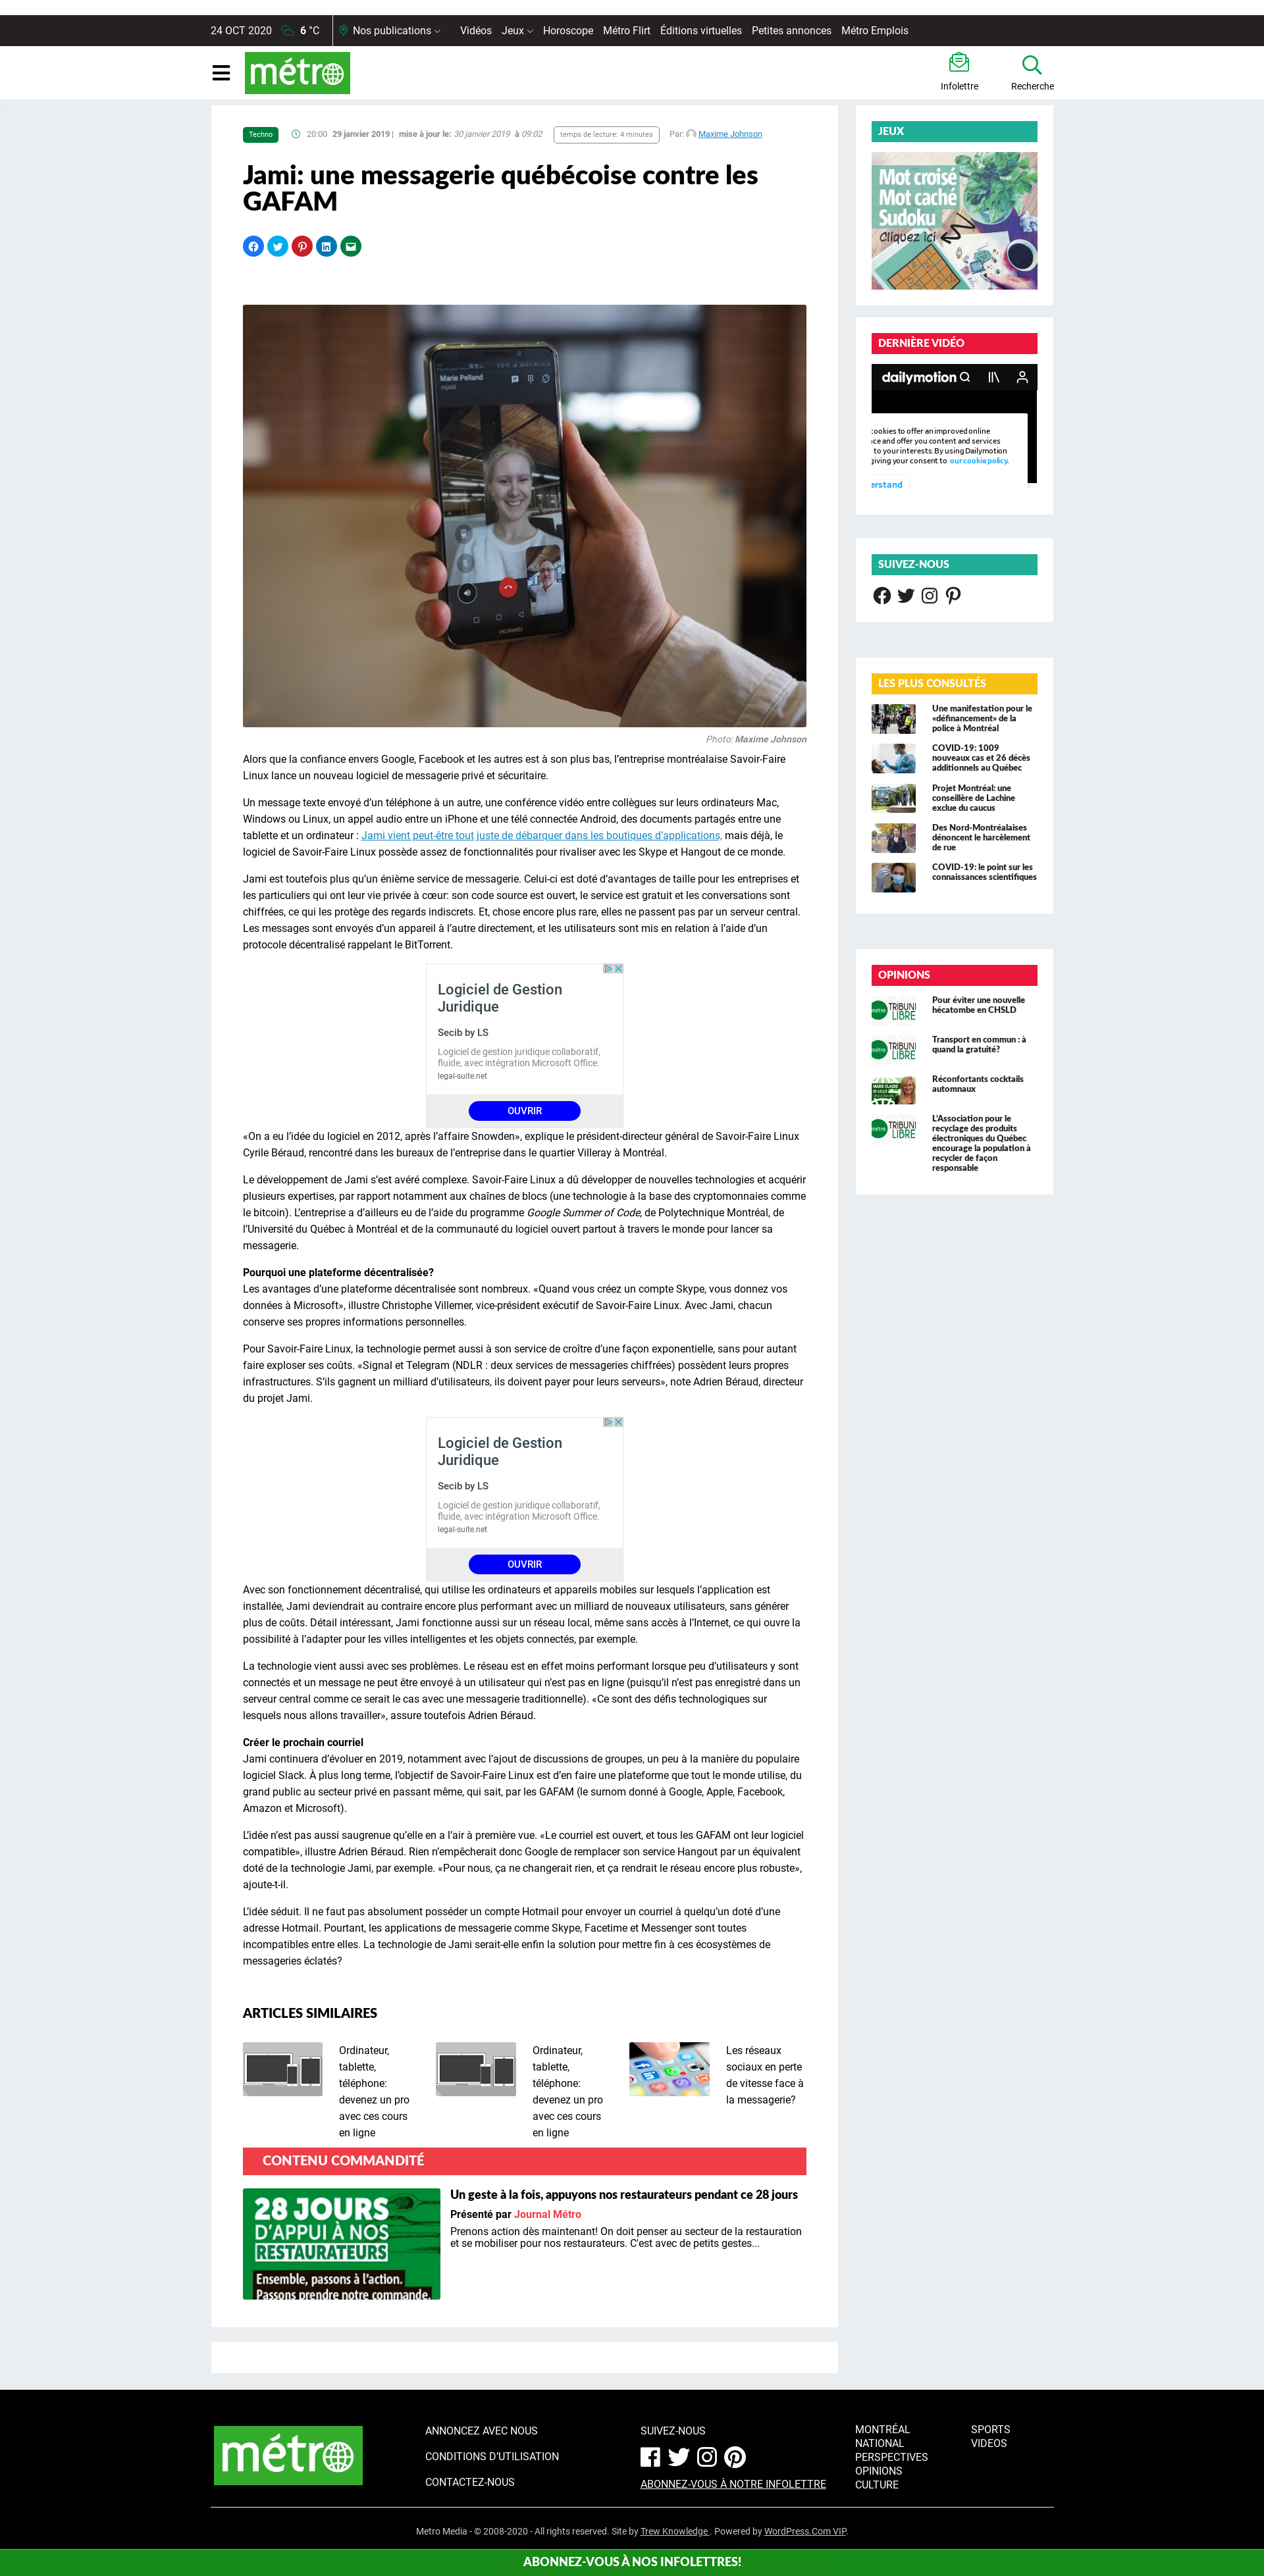 24 OCT 2020 6 °C Nos publications Vidéos Jeux Horoscope Métro Flirt Éditions virtuelles Petites annonces Métro Emplois
métro
Infolettre
Recherche
Techno 20:00 29 janvier 2019 | mise à jour le: 30 janvier 2019 à 09:02 temps de lecture: 4 minutes Par: Maxime Johnson
Jami: une messagerie québécoise contre les
GAFAM
Marie Pelland
mpelld
HUAWEI
Photo: Maxime Johnson
Alors que la confiance envers Google, Facebook et les autres est à son plus bas, l’entreprise montréalaise Savoir-Faire
Linux lance un nouveau logiciel de messagerie privé et sécuritaire.
Un message texte envoyé d’un téléphone à un autre, une conférence vidéo entre collègues sur leurs ordinateurs Mac,
Windows ou Linux, un appel audio entre un iPhone et une télé connectée Android, des documents partagés entre une
tablette et un ordinateur : Jami vient peut-être tout juste de débarquer dans les boutiques d’applications, mais déjà, le
logiciel de Savoir-Faire Linux possède assez de fonctionnalités pour rivaliser avec les Skype et Hangout de ce monde.
Jami est toutefois plus qu’un énième service de messagerie. Celui-ci est doté d’avantages de taille pour les entreprises et
les particuliers qui ont leur vie privée à cœur: son code source est ouvert, le service est gratuit et les conversations sont
chiffrées, ce qui les protège des regards indiscrets. Et, chose encore plus rare, elles ne passent pas par un serveur central.
Les messages sont envoyés d’un appareil à l’autre directement, et les utilisateurs sont mis en relation à l’aide d’un
protocole décentralisé rappelant le BitTorrent.
Logiciel de Gestion
Juridique
Secib by LS
Logiciel de gestion juridique collaboratif,
fluide, avec intégration Microsoft Office.
legal-suite.net
OUVRIR
«On a eu l’idée du logiciel en 2012, après l’affaire Snowden», explique le président-directeur général de Savoir-Faire Linux
Cyrile Béraud, rencontré dans les bureaux de l’entreprise dans le quartier Villeray à Montréal.
Le développement de Jami s’est avéré complexe. Savoir-Faire Linux a dû développer de nouvelles technologies et acquérir
plusieurs expertises, par rapport notamment aux chaînes de blocs (une technologie à la base des cryptomonnaies comme
le bitcoin). L’entreprise a d’ailleurs eu de l’aide du programme Google Summer of Code, de Polytechnique Montréal, de
l’Université du Québec à Montréal et de la communauté du logiciel ouvert partout à travers le monde pour lancer sa
messagerie.
Pourquoi une plateforme décentralisée?
Les avantages d’une plateforme décentralisée sont nombreux. «Quand vous créez un compte Skype, vous donnez vos
données à Microsoft», illustre Christophe Villemer, vice-président exécutif de Savoir-Faire Linux. Avec Jami, chacun
conserve ses propres informations personnelles.
Pour Savoir-Faire Linux, la technologie permet aussi à son service de croître d’une façon exponentielle, sans pour autant
faire exploser ses coûts. «Signal et Telegram (NDLR : deux services de messageries chiffrées) possèdent leurs propres
infrastructures. S’ils gagnent un milliard d’utilisateurs, ils doivent payer pour leurs serveurs», note Adrien Béraud, directeur
du projet Jami.
Logiciel de Gestion
Juridique
Secib by LS
Logiciel de gestion juridique collaboratif,
fluide, avec intégration Microsoft Office.
legal-suite.net
OUVRIR
Avec son fonctionnement décentralisé, qui utilise les ordinateurs et appareils mobiles sur lesquels l’application est
installée, Jami deviendrait au contraire encore plus performant avec un milliard de nouveaux utilisateurs, sans générer
plus de coûts. Détail intéressant, Jami fonctionne aussi sur un réseau local, même sans accès à l’Internet, ce qui ouvre la
possibilité à l’adapter pour les villes intelligentes et les objets connectés, par exemple.
La technologie vient aussi avec ses problèmes. Le réseau est en effet moins performant lorsque peu d’utilisateurs y sont
connectés et un message ne peut être envoyé à un utilisateur qui n’est pas en ligne (puisqu’il n’est pas enregistré dans un
serveur central comme ce serait le cas avec une messagerie traditionnelle). «Ce sont des défis technologiques sur
lesquels nous allons travailler», assure toutefois Adrien Béraud.
Créer le prochain courriel
Jami continuera d’évoluer en 2019, notamment avec l’ajout de discussions de groupes, un peu à la manière du populaire
logiciel Slack. À plus long terme, l’objectif de Savoir-Faire Linux est d’en faire une plateforme que tout le monde utilise, du
grand public au secteur privé en passant même, qui sait, par les GAFAM (le surnom donné à Google, Apple, Facebook,
Amazon et Microsoft).
L’idée n’est pas aussi saugrenue qu’elle en a l’air à première vue. «Le courriel est ouvert, et tous les GAFAM ont leur logiciel
compatible», illustre Adrien Béraud. Rien n’empêcherait donc Google de remplacer son service Hangout par un équivalent
doté de la technologie Jami, par exemple. «Pour nous, ça ne changerait rien, et ça rendrait le réseau encore plus robuste»,
ajoute-t-il.
L’idée séduit. Il ne faut pas absolument posséder un compte Hotmail pour envoyer un courriel à quelqu’un doté d’une
adresse Hotmail. Pourtant, les applications de messagerie comme Skype, Facetime et Messenger sont toutes
incompatibles entre elles. La technologie de Jami serait-elle enfin la solution pour mettre fin à ces écosystèmes de
messageries éclatés?
ARTICLES SIMILAIRES
Ordinateur,
tablette,
téléphone:
devenez un pro
avec ces cours
en ligne
Ordinateur,
tablette,
téléphone:
devenez un pro
avec ces cours
en ligne
Les réseaux
sociaux en perte
de vitesse face à
la messagerie?
CONTENU COMMANDITÉ
28 JOURS
D'APPUI À NOS
RESTAURATEURS
Ensemble, passons à l'action.
Passons prendre notre commande.
Un geste à la fois, appuyons nos restaurateurs pendant ce 28 jours
Présenté par Journal Métro
Prenons action dès maintenant! On doit penser au secteur de la restauration
et se mobiliser pour nos restaurateurs. C'est avec de petits gestes...
JEUX
Mot croisé
Mot caché
Sudoku
Cliquez ici
DERNIÈRE VIDÉO
dailymotion
cookies to offer an improved online
ce and offer you content and services
to your interests. By using Dailymotion
giving your consent to our cookie policy.
erstand
SUIVEZ-NOUS
LES PLUS CONSULTÉS
Une manifestation pour le
«définancement» de la
police à Montréal
COVID-19: 1009
nouveaux cas et 26 décès
additionnels au Québec
Projet Montréal: une
conseillère de Lachine
exclue du caucus
Des Nord-Montréalaises
dénoncent le harcèlement
de rue
COVID-19: le point sur les
connaissances scientifiques
OPINIONS
métro TRIBUNE LIBRE
Pour éviter une nouvelle
hécatombe en CHSLD
métro TRIBUNE LIBRE
Transport en commun : à
quand la gratuité?
MARIE CLAUDE
DI LILLO
Réconfortants cocktails
automnaux
métro TRIBUNE LIBRE
L’Association pour le
recyclage des produits
électroniques du Québec
encourage la population à
recycler de façon
responsable
métro
ANNONCEZ AVEC NOUS
CONDITIONS D’UTILISATION
CONTACTEZ-NOUS
SUIVEZ-NOUS
ABONNEZ-VOUS À NOTRE INFOLETTRE
MONTRÉAL
NATIONAL
PERSPECTIVES
OPINIONS
CULTURE
SPORTS
VIDEOS
Metro Media - © 2008-2020 - All rights reserved. Site by Trew Knowledge . Powered by WordPress.Com VIP.
ABONNEZ-VOUS À NOS INFOLETTRES!